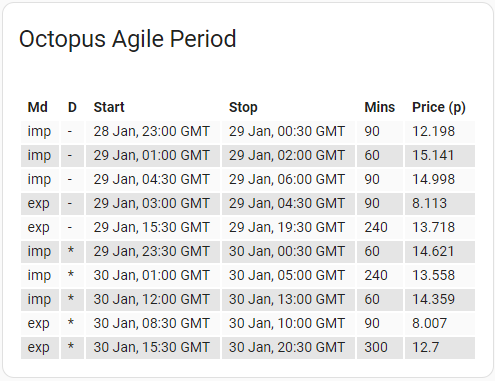 Octopus Agile Period
Md D Start Stop Mins Price (p)
imp - 28 Jan, 23:00 GMT 29 Jan, 00:30 GMT 90 12.198
imp - 29 Jan, 01:00 GMT 29 Jan, 02:00 GMT 60 15.141
imp - 29 Jan, 04:30 GMT 29 Jan, 06:00 GMT 90 14.998
exp - 29 Jan, 03:00 GMT 29 Jan, 04:30 GMT 90 8.113
exp - 29 Jan, 15:30 GMT 29 Jan, 19:30 GMT 240 13.718
imp * 29 Jan, 23:30 GMT 30 Jan, 00:30 GMT 60 14.621
imp * 30 Jan, 01:00 GMT 30 Jan, 05:00 GMT 240 13.558
imp * 30 Jan, 12:00 GMT 30 Jan, 13:00 GMT 60 14.359
exp * 30 Jan, 08:30 GMT 30 Jan, 10:00 GMT 90 8.007
exp * 30 Jan, 15:30 GMT 30 Jan, 20:30 GMT 300 12.7